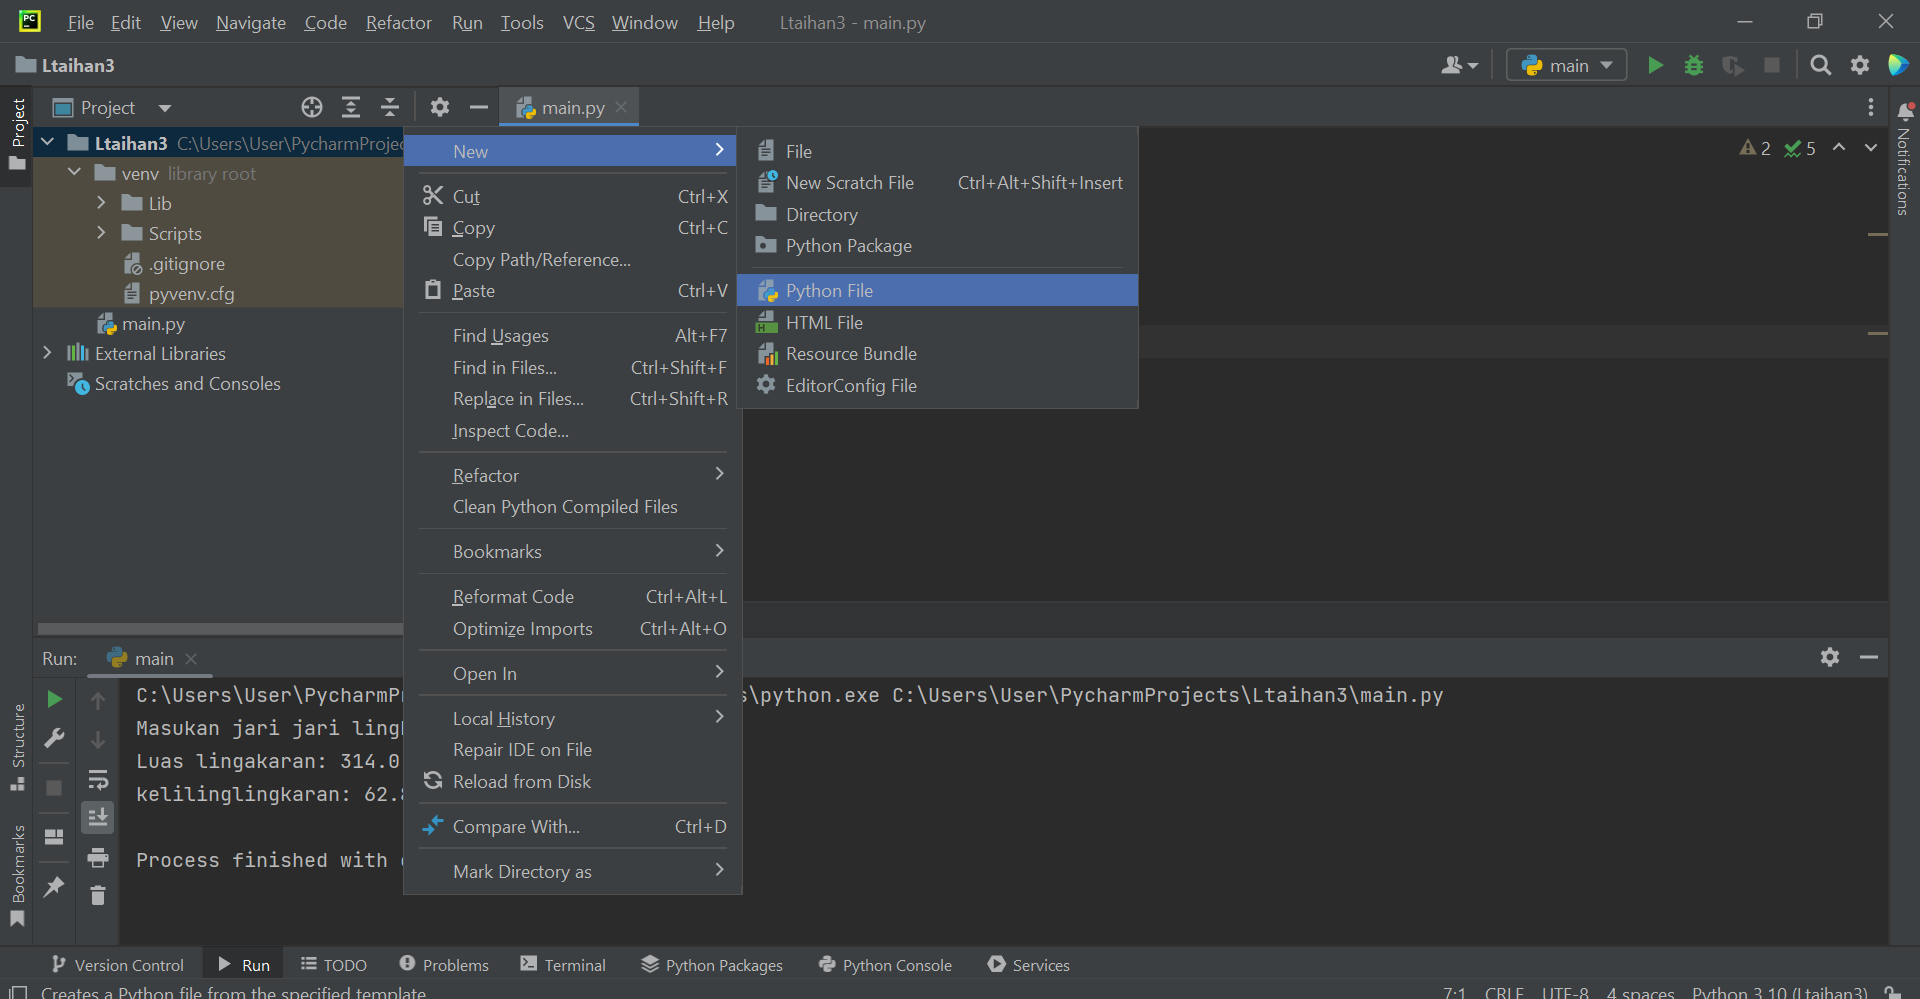 PC File Edit View Navigate Code Refactor Run Tools VCS Window Help Ltaihan3 - main.py
Ltaihan3 main
Project main.py
Project
Ltaihan3 C:\Users\User\PycharmProjec
venv library root
Lib
Scripts
.gitignore
pyvenv.cfg
main.py
External Libraries
Scratches and Consoles
New
Cut Ctrl+X
Copy Ctrl+C
Copy Path/Reference...
Paste Ctrl+V
Find Usages Alt+F7
Find in Files... Ctrl+Shift+F
Replace in Files... Ctrl+Shift+R
Inspect Code...
Refactor
Clean Python Compiled Files
Bookmarks
Reformat Code Ctrl+Alt+L
Optimize Imports Ctrl+Alt+O
Open In
Local History
Repair IDE on File
Reload from Disk
Compare With... Ctrl+D
Mark Directory as
File
New Scratch File Ctrl+Alt+Shift+Insert
Directory
Python Package
Python File
HTML File
Resource Bundle
EditorConfig File
2 5
Notifications
Run: main
C:\Users\User\PycharmP s\python.exe C:\Users\User\PycharmProjects\Ltaihan3\main.py
Masukan jari jari ling
Luas lingakaran: 314.0
kelilinglingkaran: 62.
Process finished with
Structure
Bookmarks
Version Control Run TODO Problems Terminal Python Packages Python Console Services
Creates a Python file from the specified template 7:1 CRLF UTF-8 4 spaces Python 3.10 (Ltaihan3)